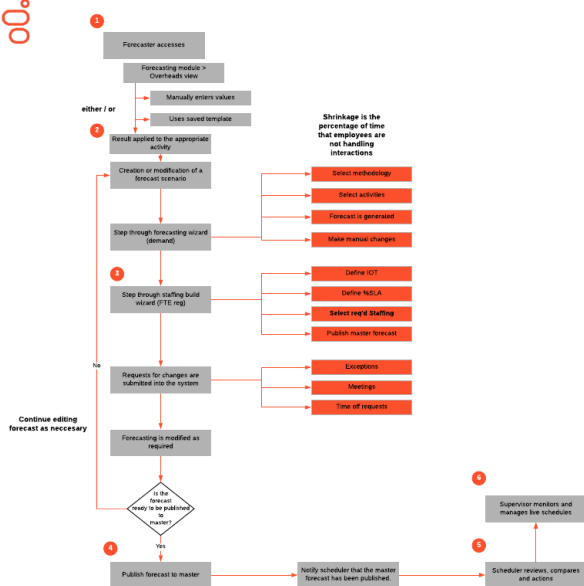 1
Forecaster accesses
Forecasting module >
Overheads view
Manually enters values
either / or
Uses saved template
2
Result applied to the appropriate
activity
Shrinkage is the
percentage of time
that employees are
not handling
interactions
Creation or modification of a
forecast scenario
Select methodology
Select activities
Forecast is generated
Step through forecasting wizard
(demand)
Make manual changes
3
Define IOT
Step through staffing build
wizard (FTE reg)
Define %SLA
Select req'd Staffing
Publish master forecast
No
Requests for changes are
submitted into the system
Exceptions
Meetings
Time off requests
Continue editing
forecast as neccesary
Forecasting is modified as
required
Is the
forecast
ready to be published
to
master?
Yes
4
Publish forecast to master
Notify scheduler that the master
forecast has been published.
6
Supervisor monitors and
manages live schedules
5
Scheduler reviews, compares
and actions